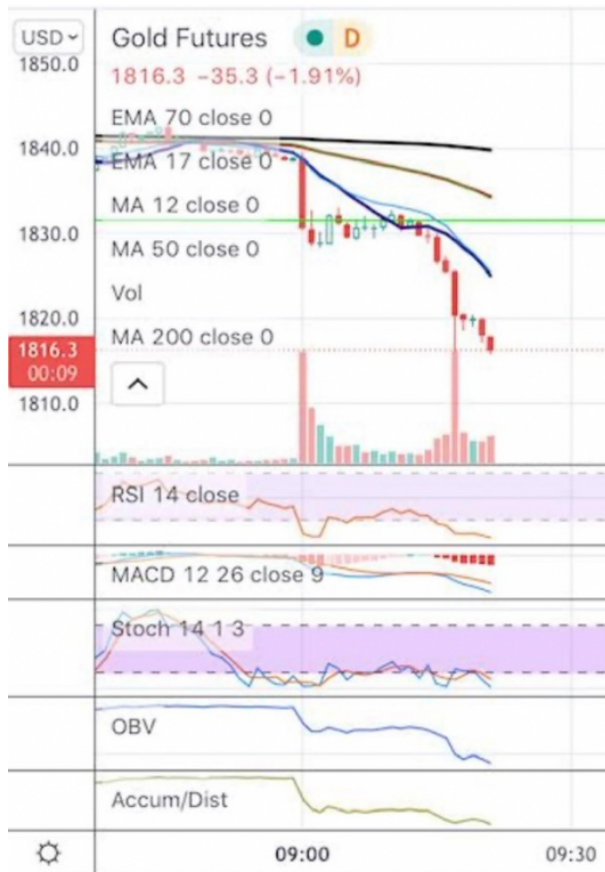 USD
Gold Futures D
1850.0
1816.3 −35.3 (−1.91%)
EMA 70 close 0
1840.0
EMA 17 close 0
MA 12 close 0
1830.0
MA 50 close 0
Vol
1820.0
MA 200 close 0
1816.3
00:09
1810.0
RSI 14 close
MACD 12 26 close 9
Stoch 14 1 3
OBV
Accum/Dist
09:00 09:30